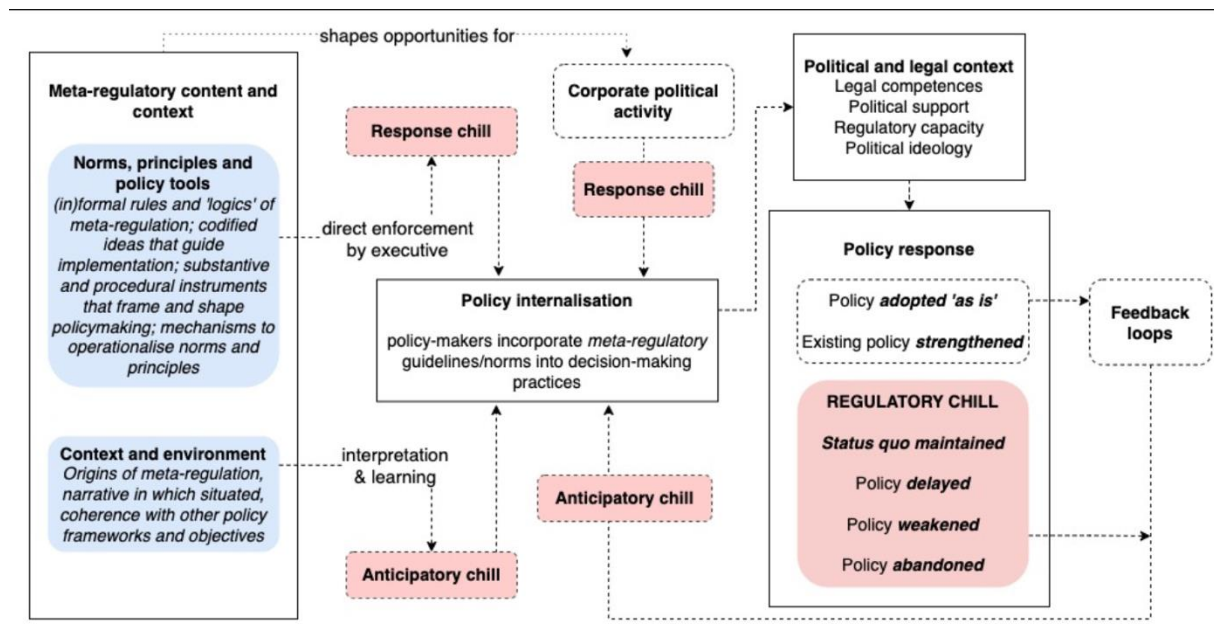 shapes opportunities for
Meta-regulatory content and
context
Norms, principles and
policy tools
(in)formal rules and 'logics' of
meta-regulation; codified
ideas that guide
implementation; substantive
and procedural instruments
that frame and shape
policymaking; mechanisms to
operationalise norms and
principles
Context and environment
Origins of meta-regulation,
narrative in which situated,
coherence with other policy
frameworks and objectives
Response chill
direct enforcement
by executive
interpretation
& learning
Anticipatory chill
Corporate political
activity
Response chill
Policy internalisation
policy-makers incorporate meta-regulatory
guidelines/norms into decision-making
practices
Anticipatory chill
Political and legal context
Legal competences
Political support
Regulatory capacity
Political ideology
Policy response
Policy adopted 'as is'
Existing policy strengthened
REGULATORY CHILL
Status quo maintained
Policy delayed
Policy weakened
Policy abandoned
Feedback
loops